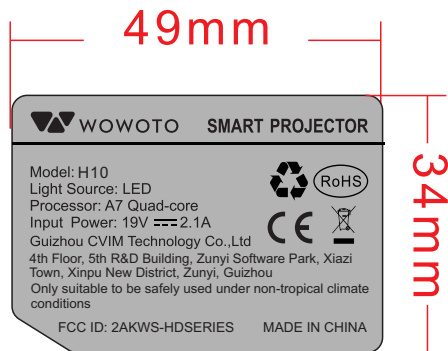 49mm
WOWOTO SMART PROJECTOR
Model: H10
Light Source: LED
Processor: A7 Quad-core
Input Power: 19V ⎓ 2.1A
Guizhou CVIM Technology Co.,Ltd
4th Floor, 5th R&D Building, Zunyi Software Park, Xiazi
Town, Xinpu New District, Zunyi, Guizhou
Only suitable to be safely used under non-tropical climate
conditions
FCC ID: 2AKWS-HDSERIES MADE IN CHINA
RoHS
CE
34mm